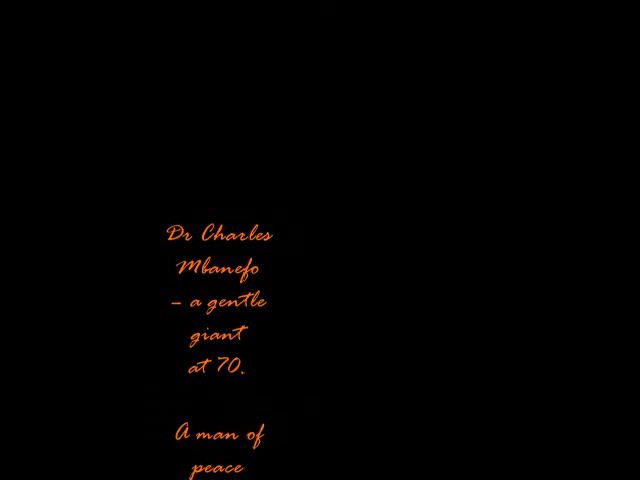 Dr Charles
Mbanefo
– a gentle
giant
at 70.
A man of
peace